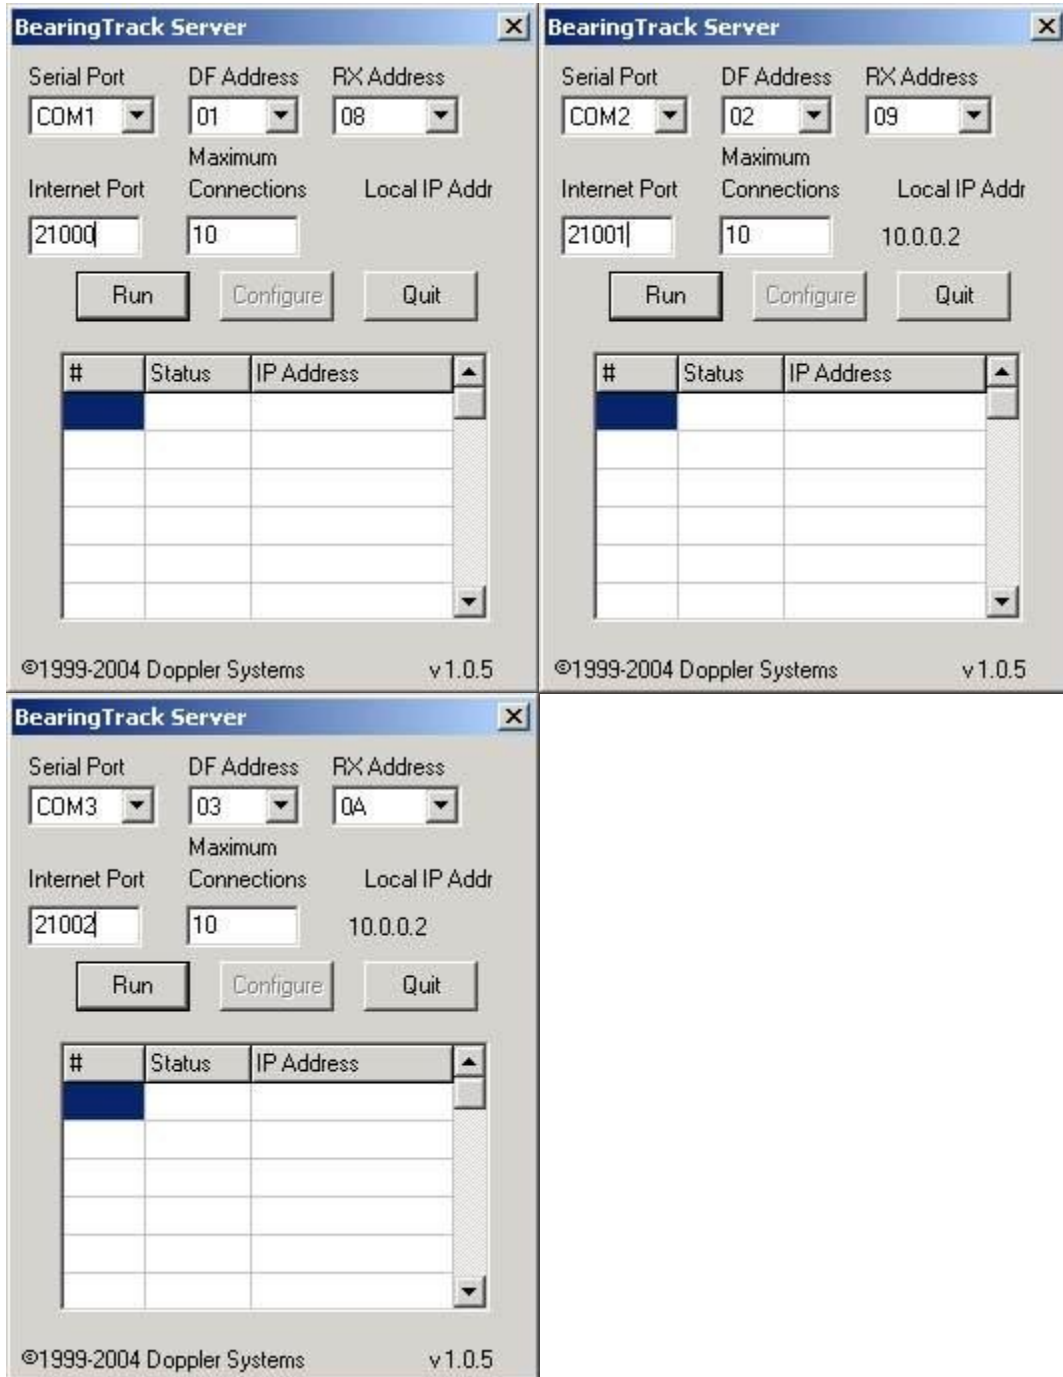 BearingTrack Server
Serial Port DF Address RX Address
COM1 01 08
Maximum
Internet Port Connections Local IP Addr
21000 10
Run Configure Quit
# Status IP Address
©1999-2004 Doppler Systems v 1.0.5
BearingTrack Server
Serial Port DF Address RX Address
COM2 02 09
Maximum
Internet Port Connections Local IP Addr
21001 10 10.0.0.2
Run Configure Quit
# Status IP Address
©1999-2004 Doppler Systems v 1.0.5
BearingTrack Server
Serial Port DF Address RX Address
COM3 03 0A
Maximum
Internet Port Connections Local IP Addr
21002 10 10.0.0.2
Run Configure Quit
# Status IP Address
©1999-2004 Doppler Systems v 1.0.5